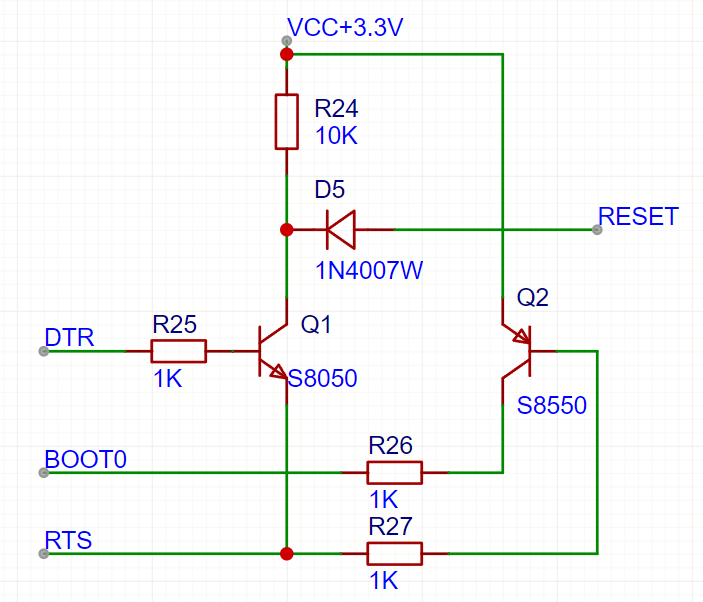 VCC+3.3V
R24
10K
D5
RESET
1N4007W
Q2
R25
Q1
DTR
1K
S8050
S8550
R26
BOOT0
1K
R27
RTS
1K